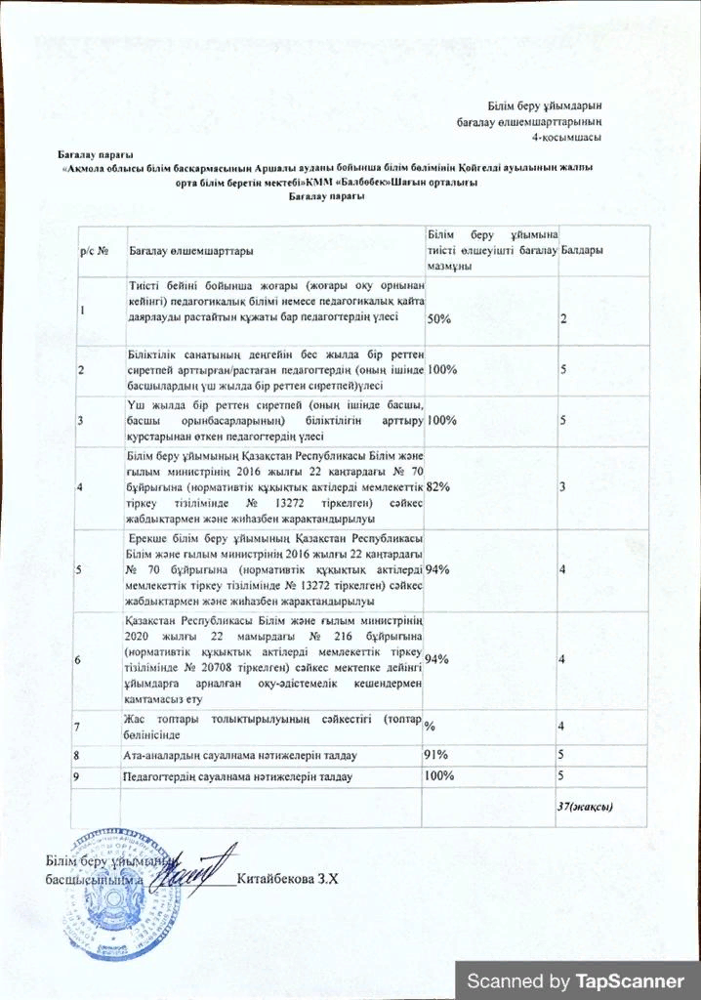 Білім беру ұйымдарын
бағалау өлшемшарттарының
4-қосымшасы
Бағалау парағы
«Ақмола облысы білім басқармасының Аршалы ауданы бойынша білім бөлімінің Қойгелді ауылының жалпы
орта білім беретін мектебі»КММ «Балбөбек»Шағын орталығы
Бағалау парағы
р/с № Бағалау өлшемшарттары Білім беру ұйымына тиісті өлшеуішті бағалау мазмұны Балдары
1
Тиісті бейіні бойынша жоғары (жоғары оқу орнынан
кейінгі) педагогикалық білімі немесе педагогикалық қайта
даярлауды растайтын құжаты бар педагогтердің үлесі
50% 2
2
Біліктілік санатының деңгейін бес жылда бір реттен
сиретпей арттырған/растаған педагогтердің (оның ішінде
басшылардың үш жылда бір реттен сиретпей)үлесі
100% 5
3
Үш жылда бір реттен сиретпей (оның ішінде басшы,
басшы орынбасарларының) біліктілігін арттыру
курстарынан өткен педагогтердің үлесі
100% 5
4
Білім беру ұйымының Қазақстан Республикасы Білім және
ғылым министрінің 2016 жылғы 22 қаңтардағы № 70
бұйрығына (нормативтік құқықтық актілерді мемлекеттік
тіркеу тізілімінде № 13272 тіркелген) сәйкес
жабдықтармен және жиһазбен жарақтандырылуы
82% 3
5
Ерекше білім беру ұйымының Қазақстан Республикасы
Білім және ғылым министрінің 2016 жылғы 22 қаңтардағы
№ 70 бұйрығына (нормативтік құқықтық актілерді
мемлекеттік тіркеу тізілімінде № 13272 тіркелген) сәйкес
жабдықтармен және жиһазбен жарақтандырылуы
94% 4
6
Қазақстан Республикасы Білім және ғылым министрінің
2020 жылғы 22 мамырдағы № 216 бұйрығына
(нормативтік құқықтық актілерді мемлекеттік тіркеу
тізілімінде № 20708 тіркелген) сәйкес мектепке дейінгі
ұйымдарға арналған оқу-әдістемелік кешендермен
қамтамасыз ету
94% 4
7
Жас топтары толықтырылуының сәйкестігі (топтар
бөлінісінде
% 4
8 Ата-аналардың сауалнама нәтижелерін талдау 91% 5
9 Педагогтердің сауалнама нәтижелерін талдау 100% 5
37(жақсы)
Білім беру ұйымының
басшысының м.а Китайбекова З.Х
Scanned by TapScanner